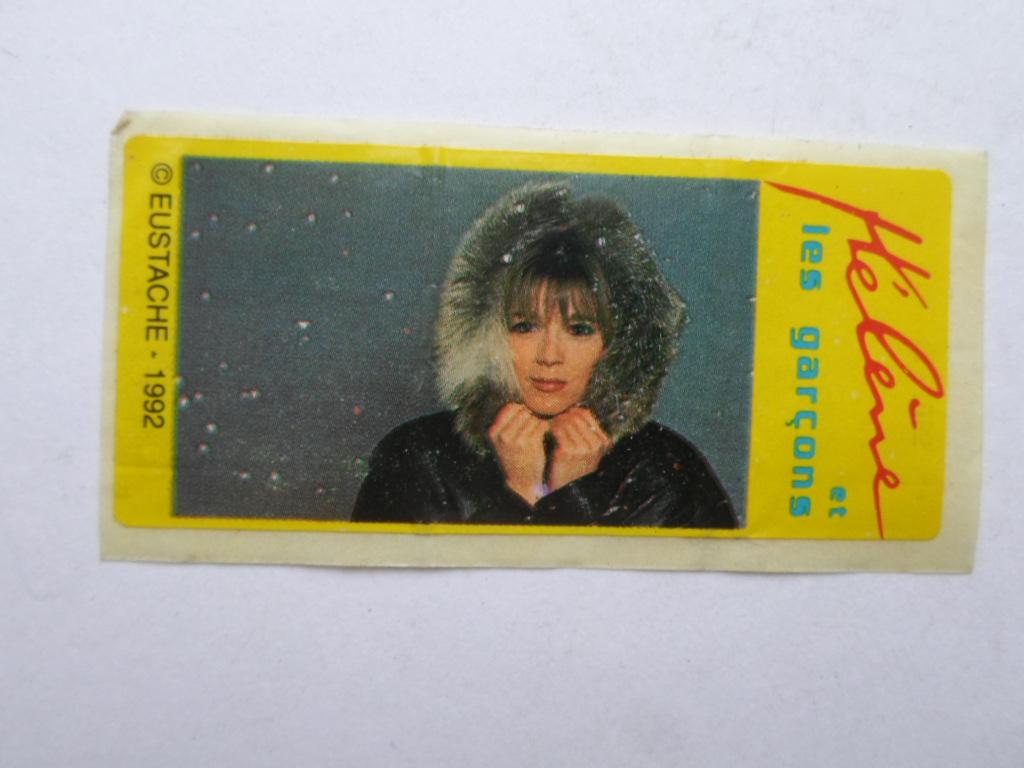 Hélène
et
les garçons
© EUSTACHE - 1992